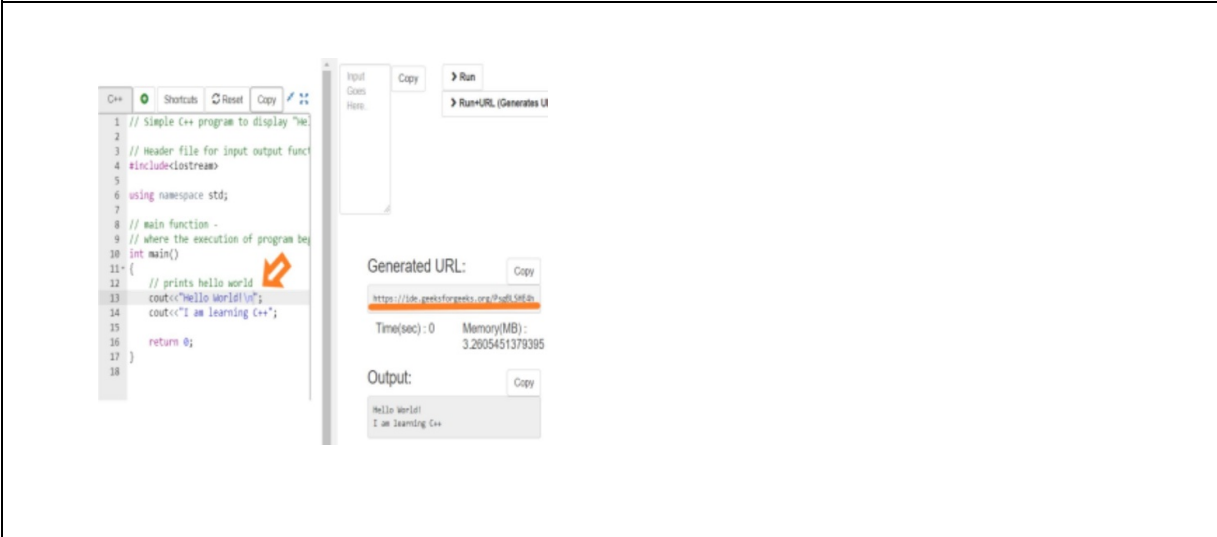 C++ Shortcuts Reset Copy
1 // Simple C++ program to display "He
2
3 // Header file for input output funct
4 #include<iostream>
5
6 using namespace std;
7
8 // main function -
9 // where the execution of program beg
10 int main()
11 {
12 // prints hello world
13 cout<<"Hello World!\n";
14 cout<<"I am learning C++";
15
16 return 0;
17 }
18
Input
Goes
Here..
Copy
Run
Run+URL (Generates U
Generated URL:
Copy
Time(sec) : 0
Memory(MB) :
3.2605451379395
Output:
Copy
Hello World!
I am learning C++